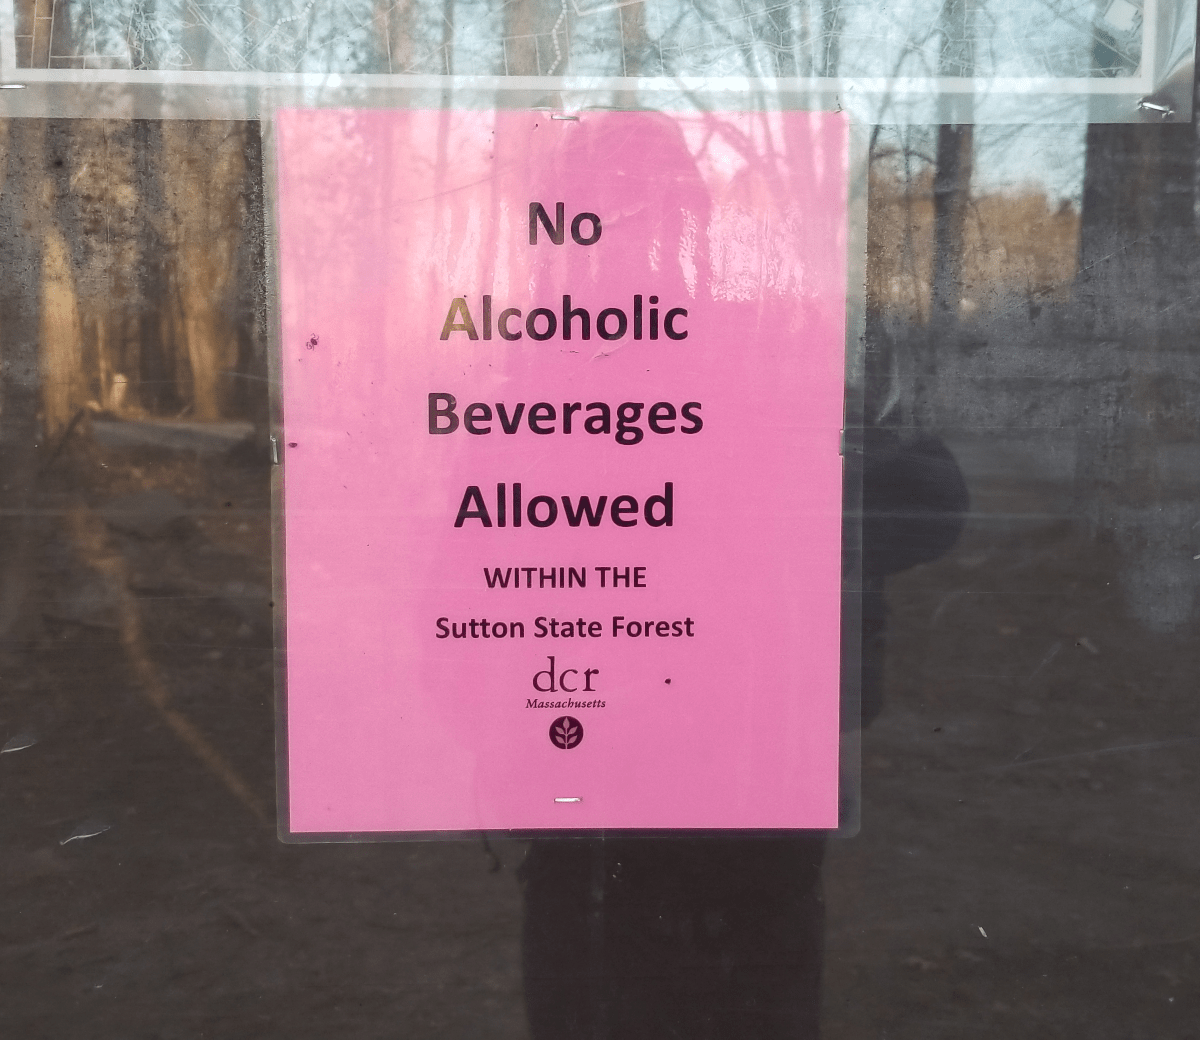 No
Alcoholic
Beverages
Allowed
WITHIN THE
Sutton State Forest
dcr
Massachusetts